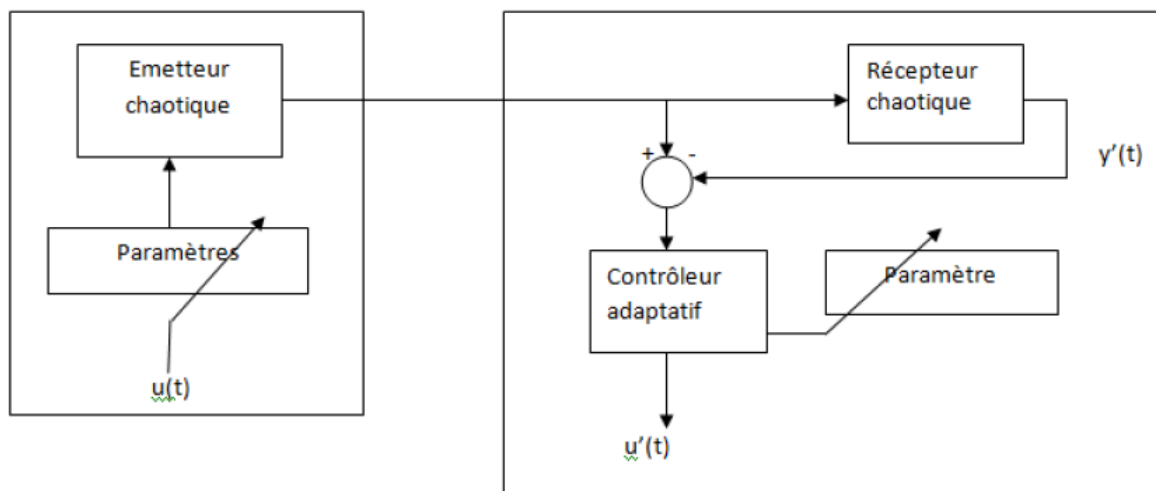 Emetteur
chaotique
Paramètres
u(t)
Récepteur
chaotique
+
-
y’(t)
Contrôleur
adaptatif
Paramètre
u’(t)